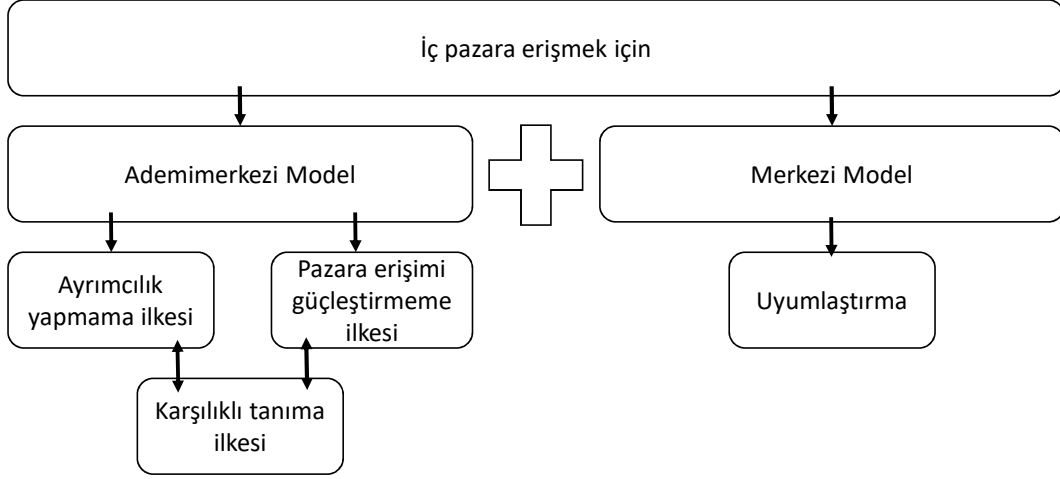 İç pazara erişmek için
Ademimerkezi Model
Merkezi Model
Ayrımcılık
yapmama ilkesi
Pazara erişimi
güçleştirmeme
ilkesi
Uyumlaştırma
Karşılıklı tanıma
ilkesi